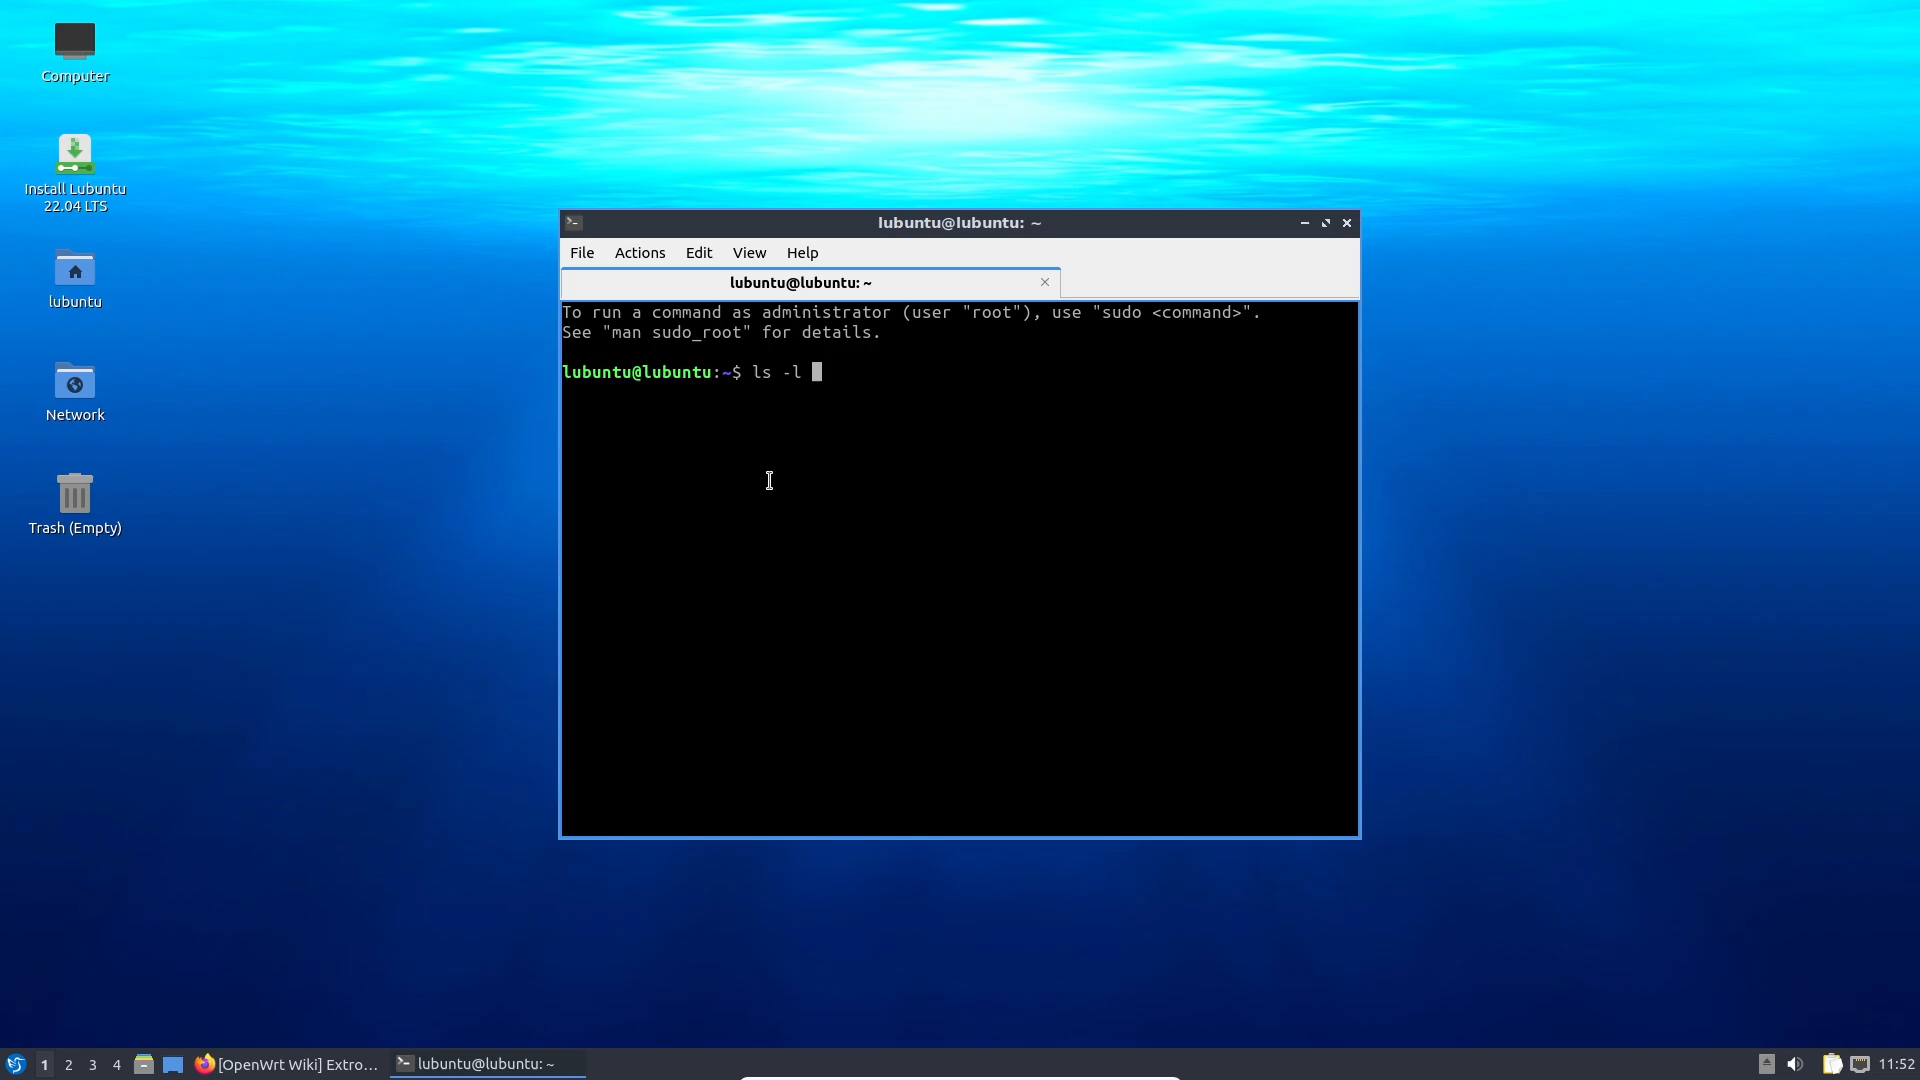 Computer
Install Lubuntu
22.04 LTS
lubuntu
Network
Trash (Empty)
lubuntu@lubuntu: ~
File Actions Edit View Help
lubuntu@lubuntu: ~
To run a command as administrator (user "root"), use "sudo <command>".
See "man sudo_root" for details.
lubuntu@lubuntu:~$ ls -l
1 2 3 4 [OpenWrt Wiki] Extro… lubuntu@lubuntu: ~ 11:52